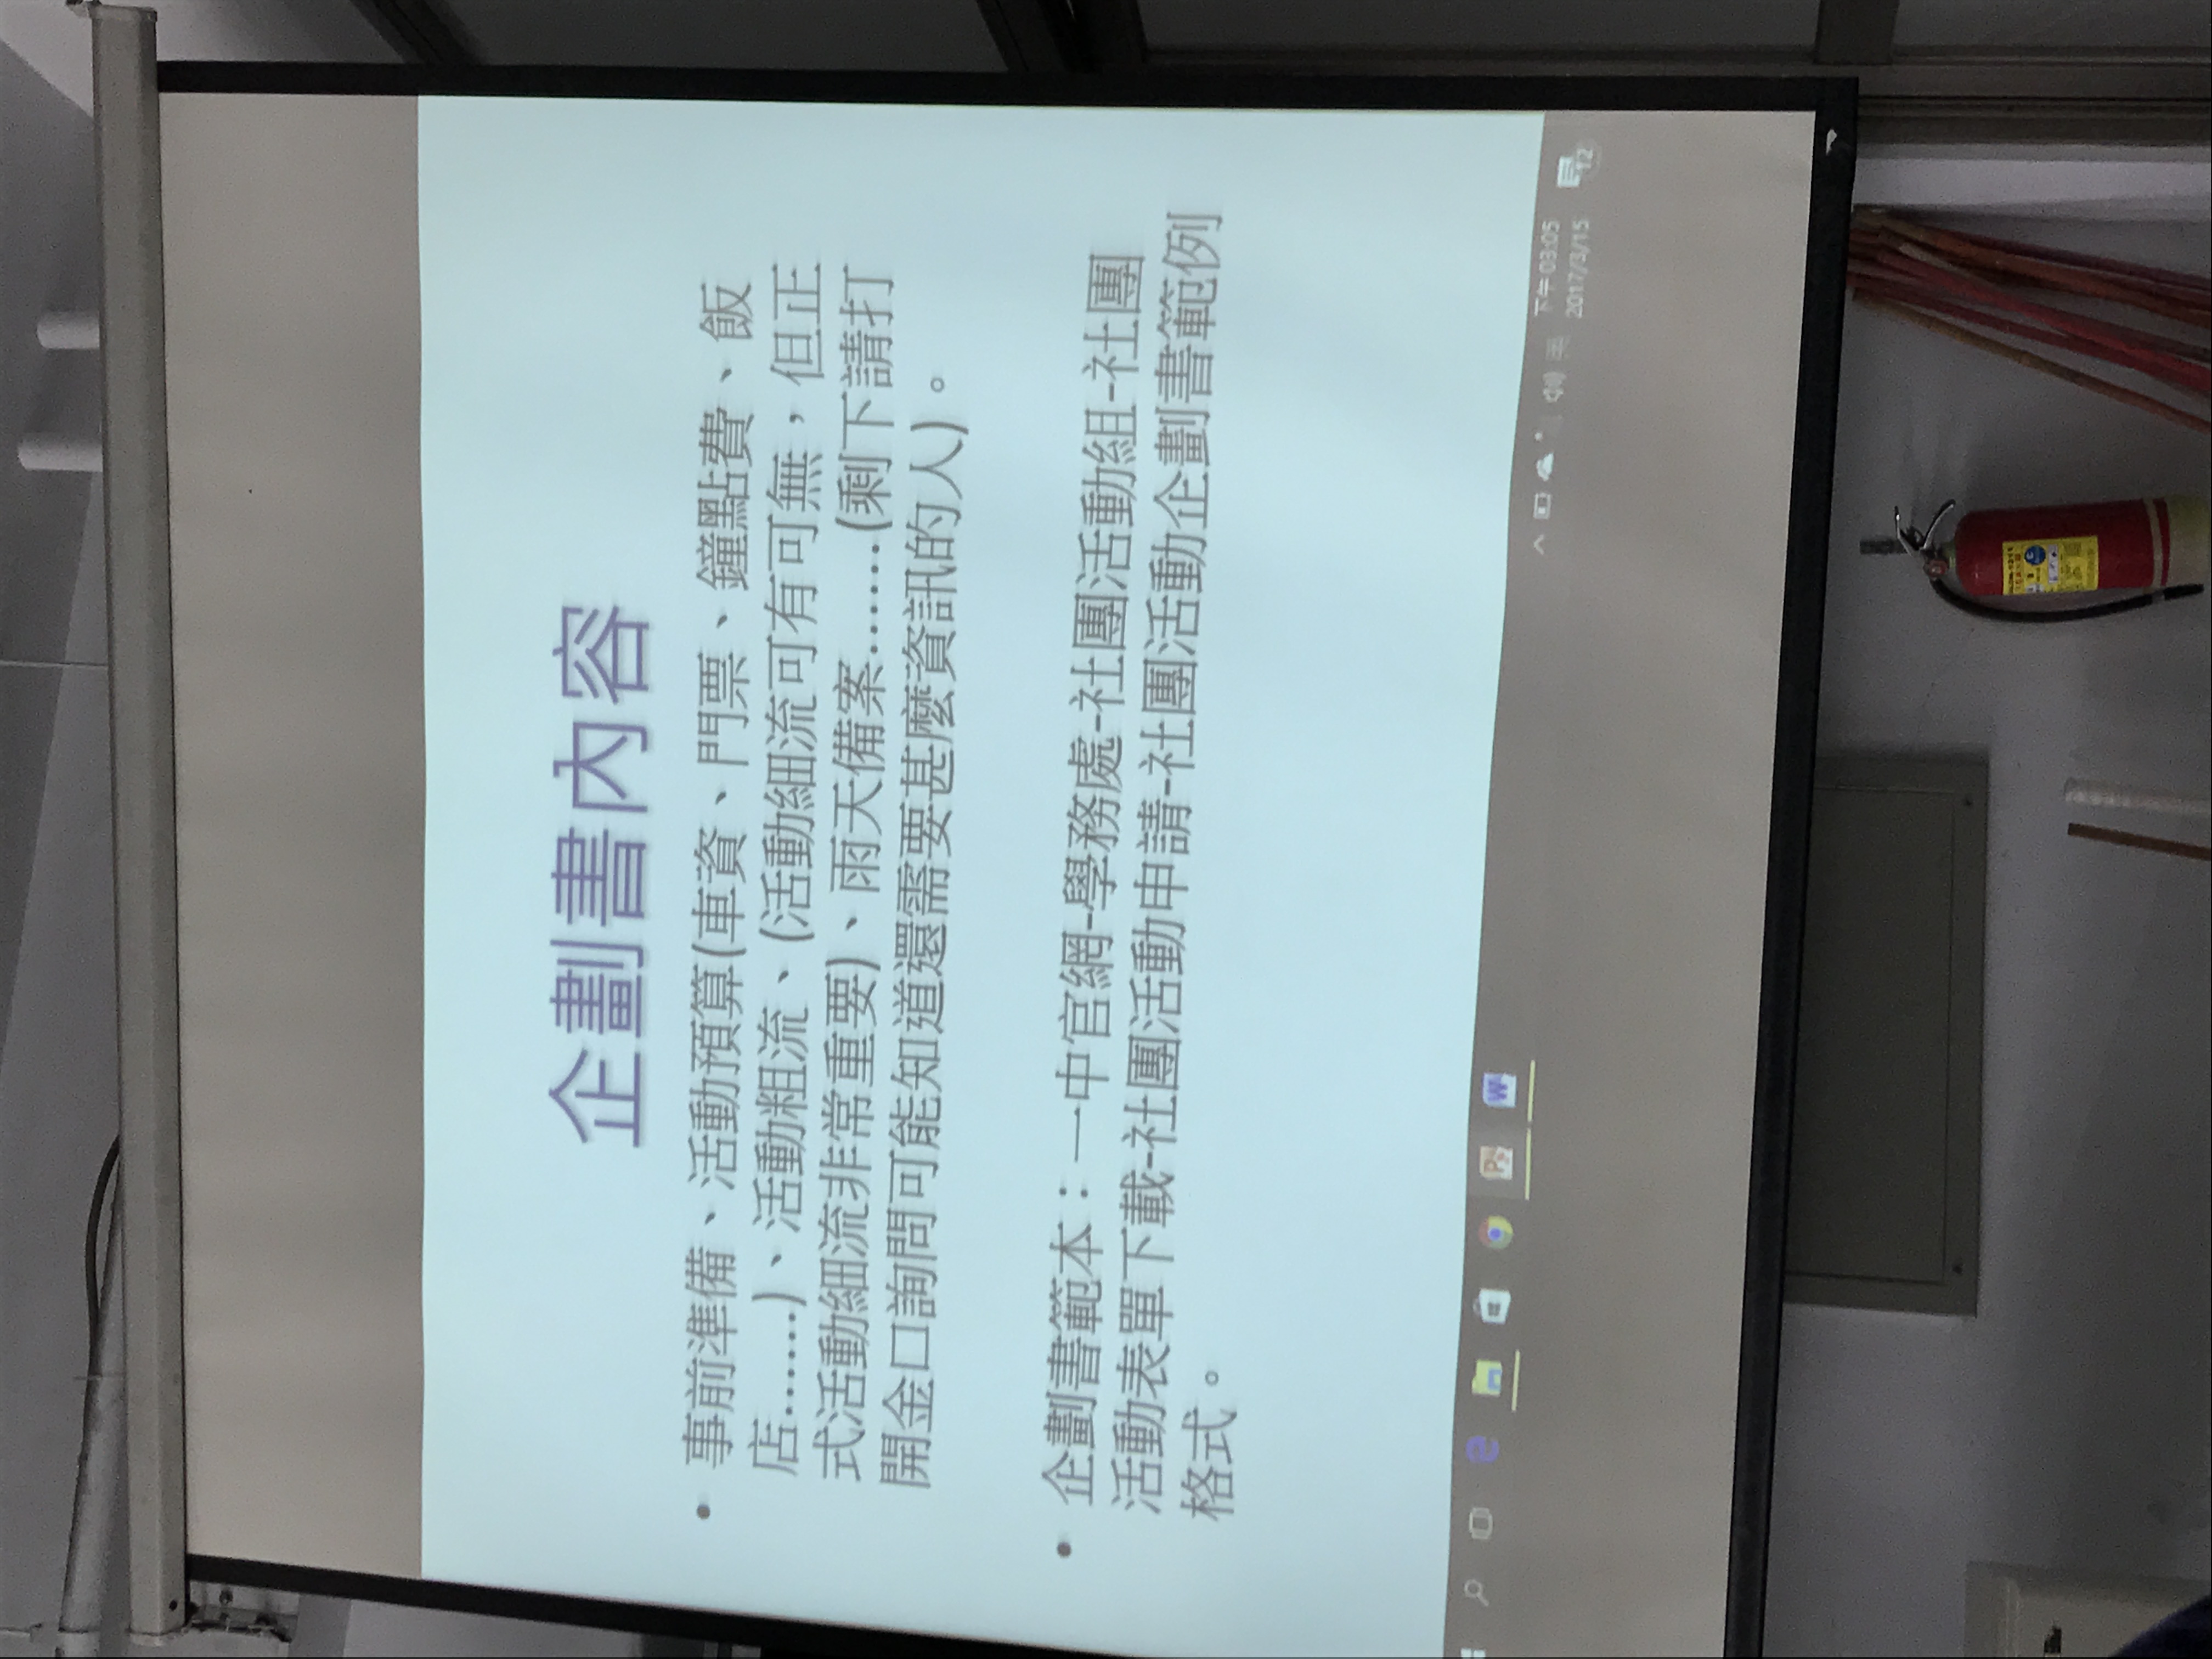 企劃書內容
• 事前準備、活動預算(車資、門票、鐘點費、飯
店……)、活動粗流、(活動細流可有可無，但正
式活動細流非常重要)、雨天備案……(剩下請打
開金口詢問可能知道還需要甚麼資訊的人)。
• 企劃書範本：一中官網-學務處-社團活動組-社團
活動表單下載-社團活動申請-社團活動企劃書範例
格式。
下午 03:05
2017/3/15
12